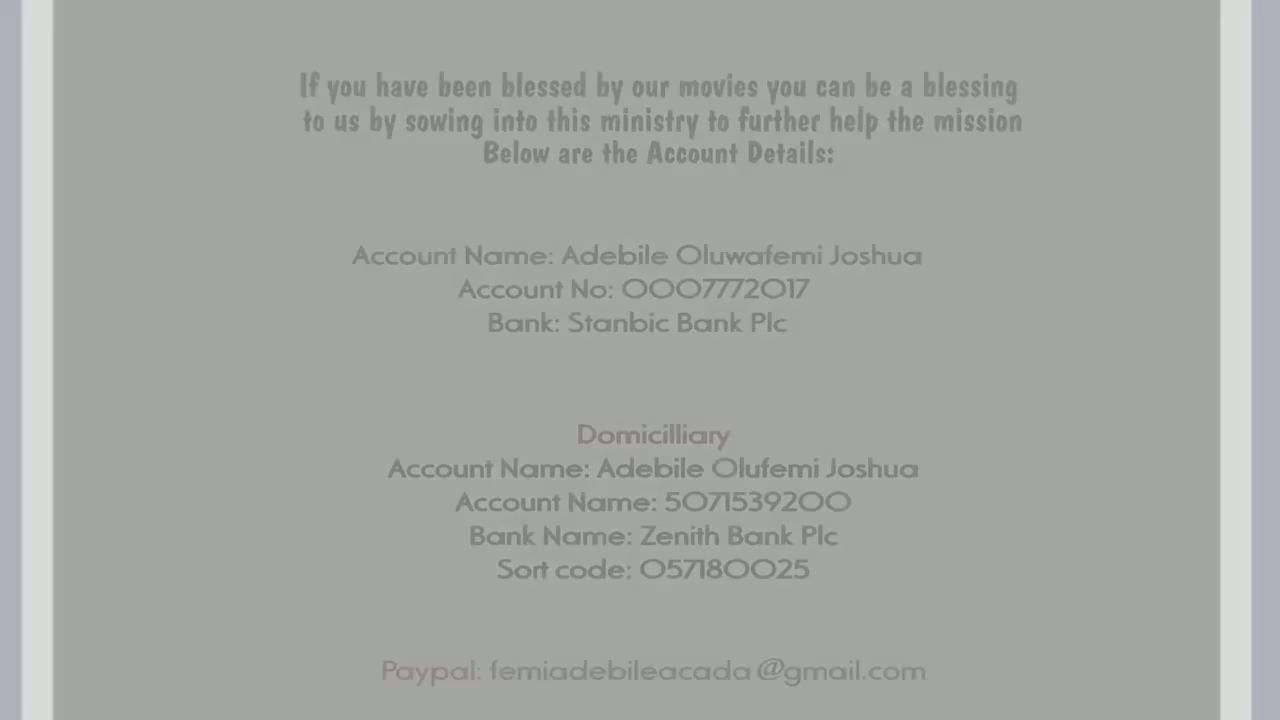 If you have been blessed by our movies you can be a blessing
to us by sowing into this ministry to further help the mission
Below are the Account Details:
Account Name: Adebile Oluwafemi Joshua
Account No: 0007772017
Bank: Stanbic Bank Plc
Domicilliary
Account Name: Adebile Olufemi Joshua
Account Name: 5071539200
Bank Name: Zenith Bank Plc
Sort code: 057180025
Paypal: femiadebileacada@gmail.com